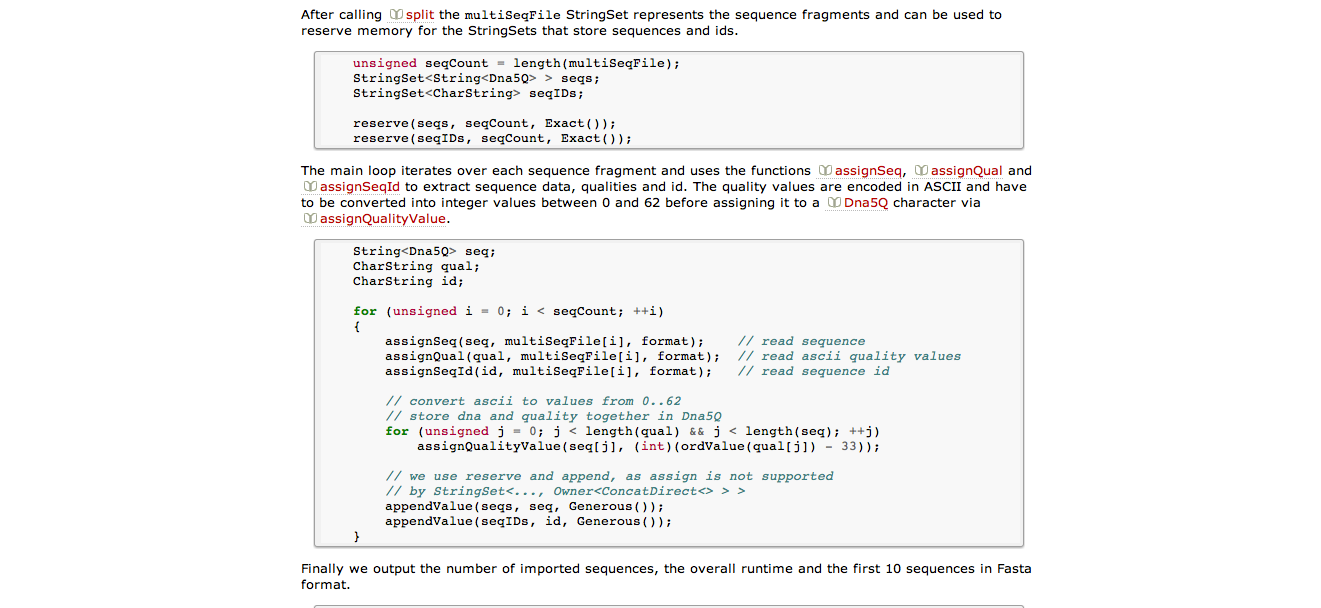 After calling split the multiSeqFile StringSet represents the sequence fragments and can be used to
reserve memory for the StringSets that store sequences and ids.
unsigned seqCount = length(multiSeqFile);
StringSet<String<Dna5Q> > seqs;
StringSet<CharString> seqIDs;
reserve(seqs, seqCount, Exact());
reserve(seqIDs, seqCount, Exact());
The main loop iterates over each sequence fragment and uses the functions assignSeq, assignQual and
assignSeqId to extract sequence data, qualities and id. The quality values are encoded in ASCII and have
to be converted into integer values between 0 and 62 before assigning it to a Dna5Q character via
assignQualityValue.
String<Dna5Q> seq;
CharString qual;
CharString id;
for (unsigned i = 0; i < seqCount; ++i)
{
assignSeq(seq, multiSeqFile[i], format); // read sequence
assignQual(qual, multiSeqFile[i], format); // read ascii quality values
assignSeqId(id, multiSeqFile[i], format); // read sequence id
// convert ascii to values from 0..62
// store dna and quality together in Dna5Q
for (unsigned j = 0; j < length(qual) && j < length(seq); ++j)
assignQualityValue(seq[j], (int)(ordValue(qual[j]) - 33));
// we use reserve and append, as assign is not supported
// by StringSet<..., Owner<ConcatDirect<> > >
appendValue(seqs, seq, Generous());
appendValue(seqIDs, id, Generous());
}
Finally we output the number of imported sequences, the overall runtime and the first 10 sequences in Fasta
format.